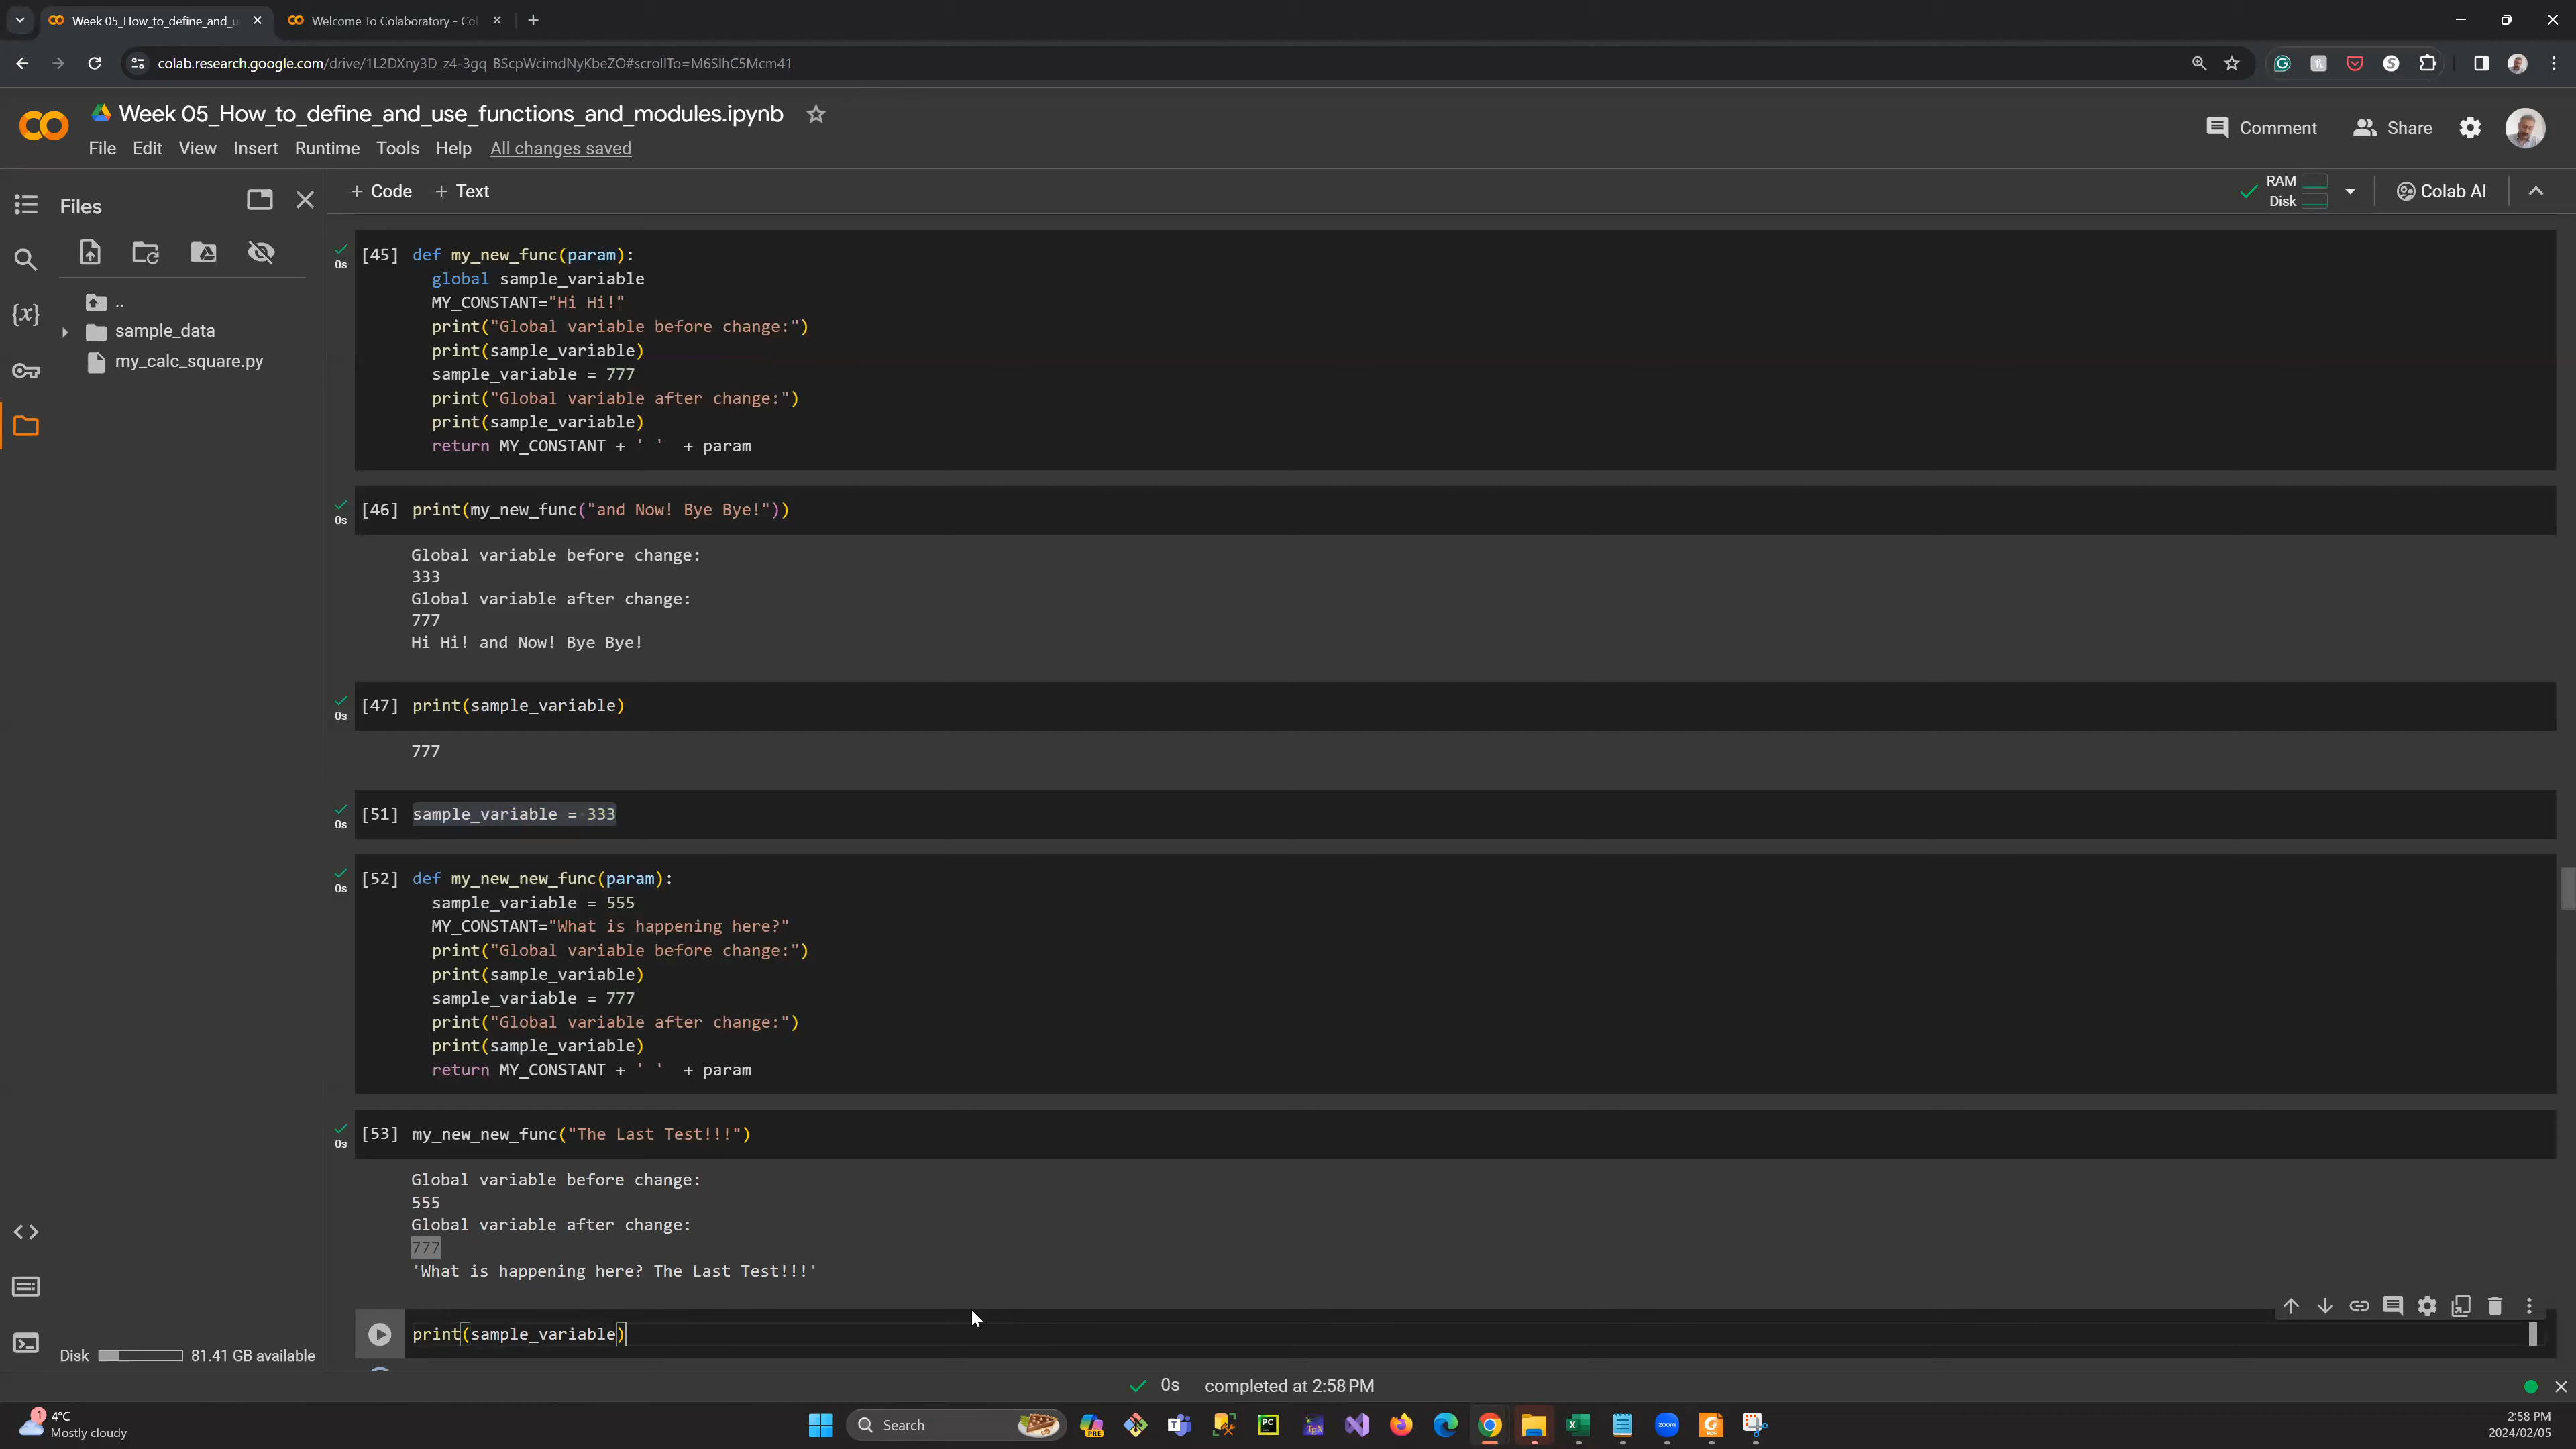 Week 05_How_to_define_and_u
Welcome To Colaboratory - Col
colab.research.google.com/drive/1L2DXny3D_z4-3gq_BScpWcimdNyKbeZO#scrollTo=M6SlhC5Mcm41
Week 05_How_to_define_and_use_functions_and_modules.ipynb
Comment
Share
File Edit View Insert Runtime Tools Help All changes saved
Files
+ Code + Text
RAM
Disk
Colab AI
..
sample_data
my_calc_square.py
{x}
0s
[45] def my_new_func(param):
global sample_variable
MY_CONSTANT="Hi Hi!"
print("Global variable before change:")
print(sample_variable)
sample_variable = 777
print("Global variable after change:")
print(sample_variable)
return MY_CONSTANT + ' ' + param
0s
[46] print(my_new_func("and Now! Bye Bye!"))
Global variable before change:
333
Global variable after change:
777
Hi Hi! and Now! Bye Bye!
0s
[47] print(sample_variable)
777
0s
[51] sample_variable = 333
0s
[52] def my_new_new_func(param):
sample_variable = 555
MY_CONSTANT="What is happening here?"
print("Global variable before change:")
print(sample_variable)
sample_variable = 777
print("Global variable after change:")
print(sample_variable)
return MY_CONSTANT + ' ' + param
0s
[53] my_new_new_func("The Last Test!!!")
Global variable before change:
555
Global variable after change:
777
'What is happening here? The Last Test!!!'
print(sample_variable)
Disk 81.41 GB available
0s completed at 2:58 PM
1
4°C
Mostly cloudy
Search
PRE
PC
zoom
2:58 PM
2024/02/05